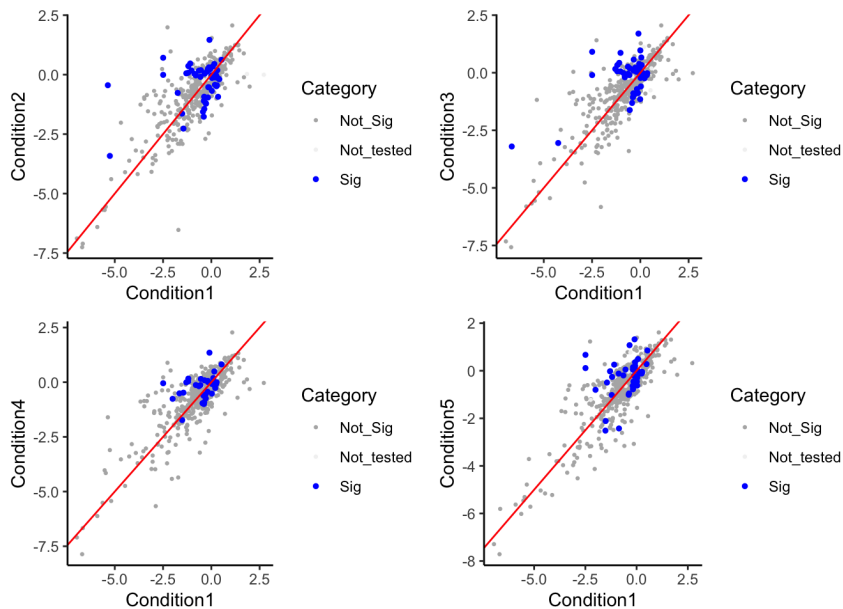 2.5
0.0
-2.5
-5.0
-7.5
Condition2
-5.0 -2.5 0.0 2.5
Condition1
Category
Not_Sig
Not_tested
Sig
2.5
0.0
-2.5
-5.0
-7.5
Condition3
-5.0 -2.5 0.0 2.5
Condition1
Category
Not_Sig
Not_tested
Sig
2.5
0.0
-2.5
-5.0
-7.5
Condition4
-5.0 -2.5 0.0 2.5
Condition1
Category
Not_Sig
Not_tested
Sig
2
0
-2
-4
-6
-8
Condition5
-5.0 -2.5 0.0 2.5
Condition1
Category
Not_Sig
Not_tested
Sig